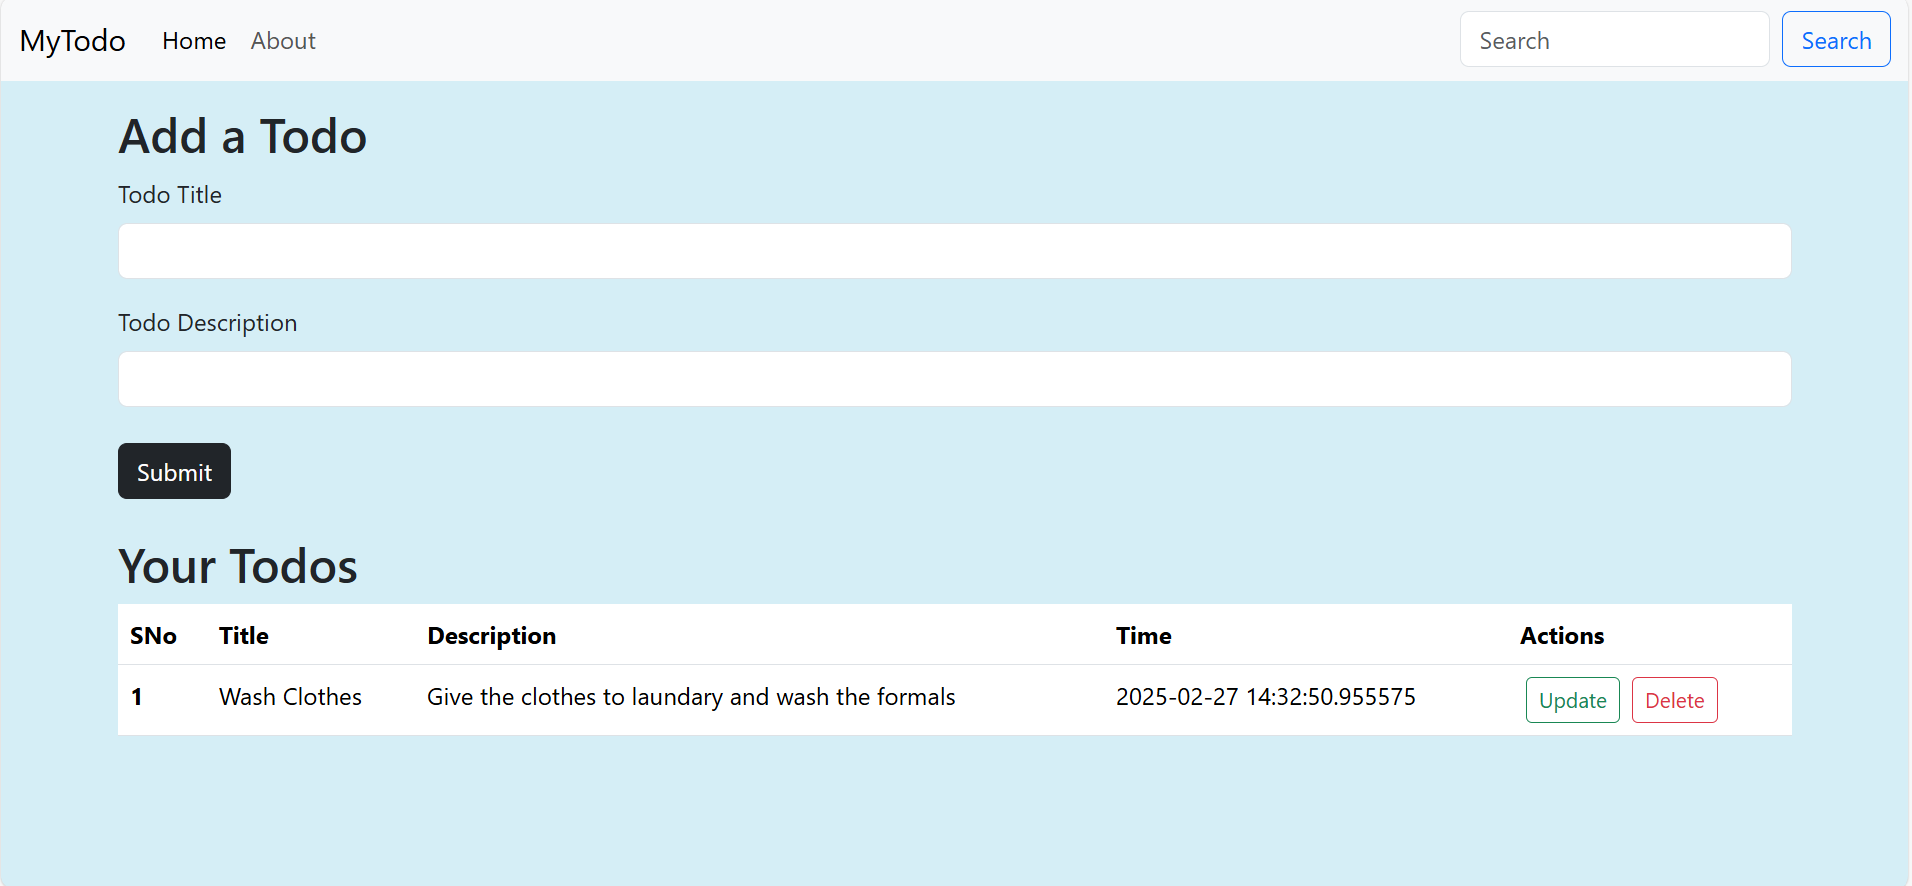 MyTodo Home About Search Search
Add a Todo
Todo Title
Todo Description
Submit
Your Todos
SNo Title Description Time Actions
1 Wash Clothes Give the clothes to laundary and wash the formals 2025-02-27 14:32:50.955575 Update Delete